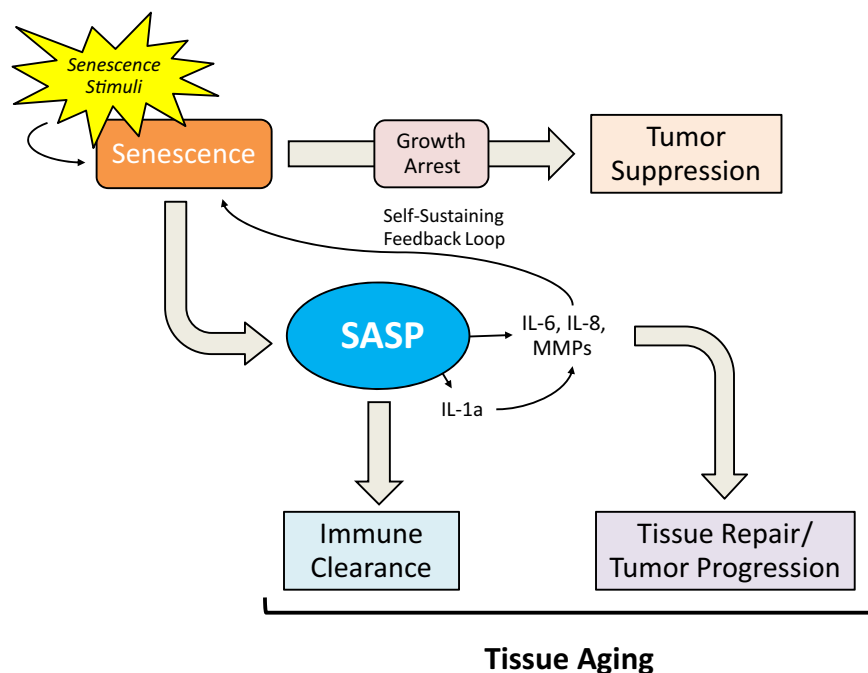 Senescence
Stimuli
Senescence
Growth
Arrest
Tumor
Suppression
Self-Sustaining
Feedback Loop
SASP
IL-6, IL-8,
MMPs
IL-1a
Immune
Clearance
Tissue Repair/
Tumor Progression
Tissue Aging